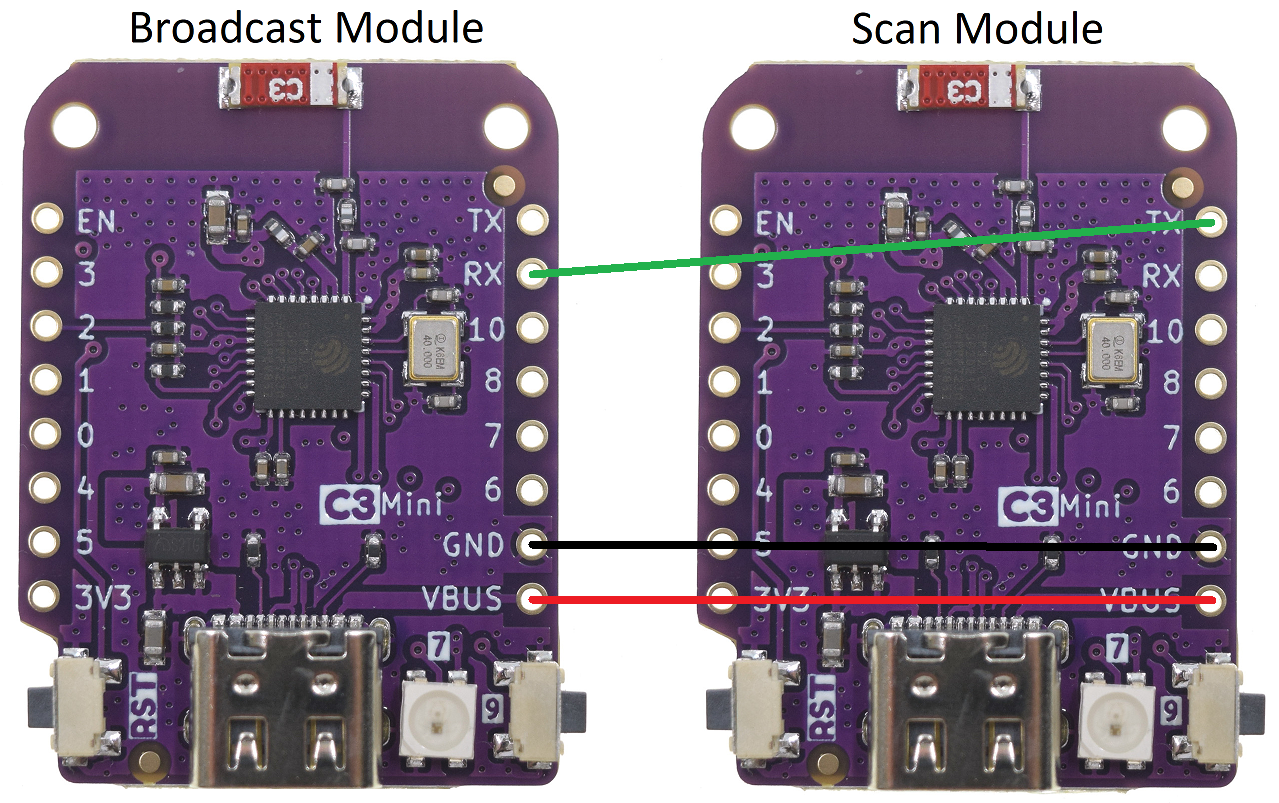 Broadcast Module
Scan Module
C3
C3
EN
TX
EN
TX
3
RX
3
RX
2
10
2
10
K6EM
40.000
K6EM
40.000
1
8
1
8
0
7
0
7
4
6
4
6
C3 Mini
C3 Mini
5
GND
5
GND
3V3
VBUS
3V3
VBUS
7
7
RST
9
RST
9